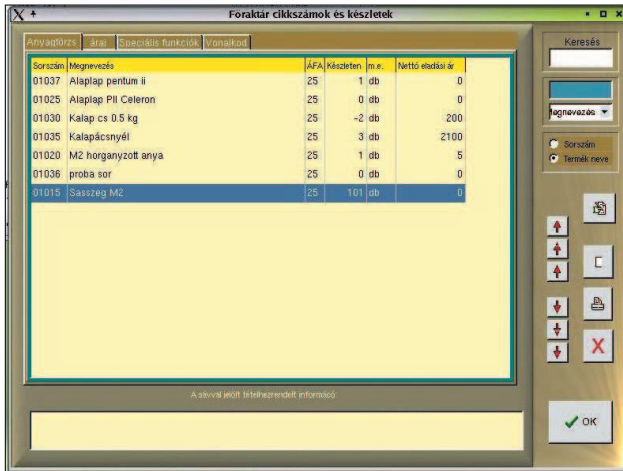 Foraktár cikkszámok és készletek
Anyagtörzs árai Speciális funkciók Vonalkod
Keresés
Sorszám Megnevezés ÁFA Készleten m.e. Nettó eladási ár
01037 Alaplap pentum ii 25 1 db 0
01025 Alaplap PII Celeron 25 0 db 0
01030 Kalap cs 0.5 kg 25 -2 db 200
01035 Kalapácsnyél 25 3 db 2100
01020 M2 horganyzott anya 25 1 db 5
01036 proba sor 25 0 db 0
01015 Sasszeg M2 25 101 db 0
legnevezés
Sorszám
Termék neve
A sávval jelölt tételhezrendelt információ
OK